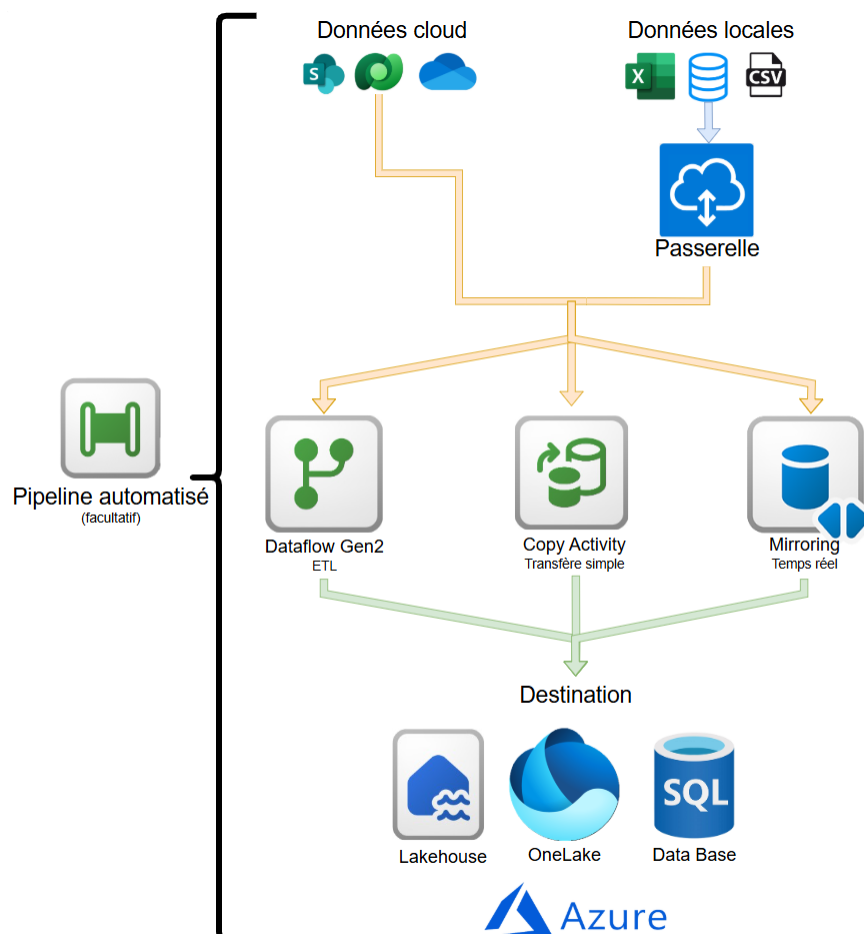 Données cloud
Données locales
S
X
CSV
Passerelle
Pipeline automatisé
(facultatif)
Dataflow Gen2
ETL
Copy Activity
Transfère simple
Mirroring
Temps réel
Destination
SQL
Lakehouse
OneLake
Data Base
Azure